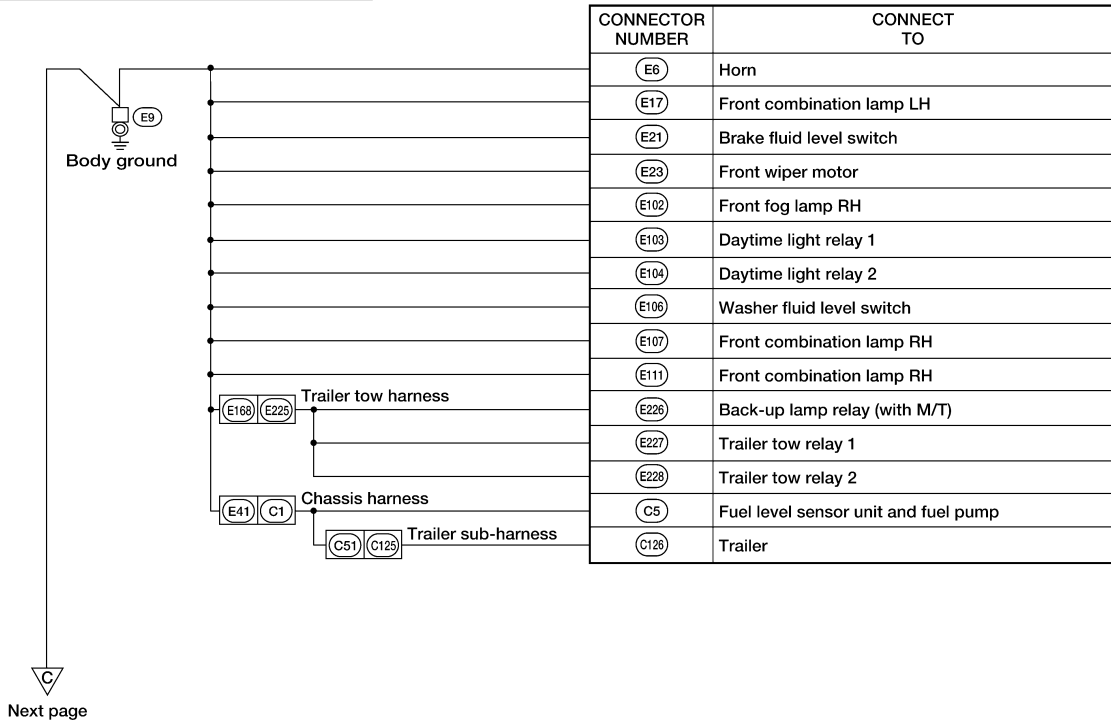 CONNECTOR NUMBER CONNECT TO
E6 Horn
E9
E17 Front combination lamp LH
E21 Brake fluid level switch
Body ground
E23 Front wiper motor
E102 Front fog lamp RH
E103 Daytime light relay 1
E104 Daytime light relay 2
E106 Washer fluid level switch
E107 Front combination lamp RH
E111 Front combination lamp RH
Trailer tow harness
E168 E225 E226 Back-up lamp relay (with M/T)
E227 Trailer tow relay 1
E228 Trailer tow relay 2
Chassis harness
E41 C1 C5 Fuel level sensor unit and fuel pump
Trailer sub-harness
C51 C125 C126 Trailer
C
Next page